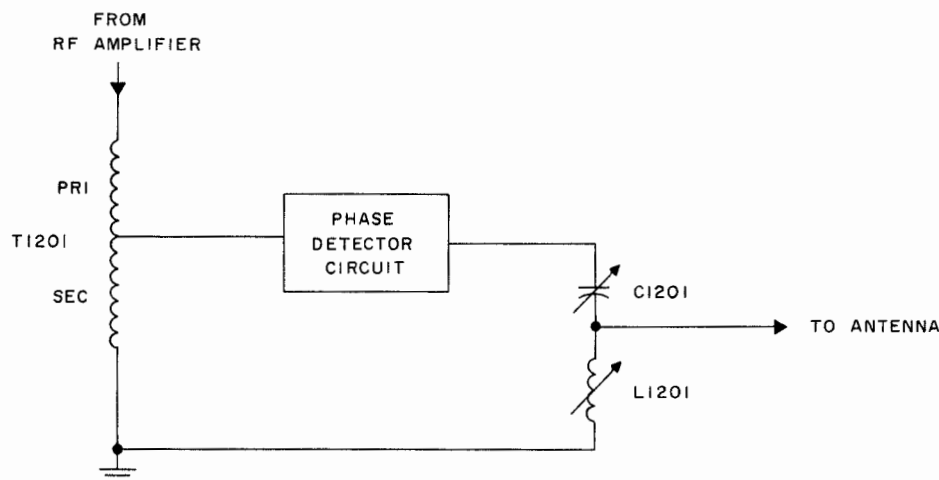 FROM
RF AMPLIFIER
PRI
T1201
SEC
PHASE
DETECTOR
CIRCUIT
C1201
TO ANTENNA
L1201